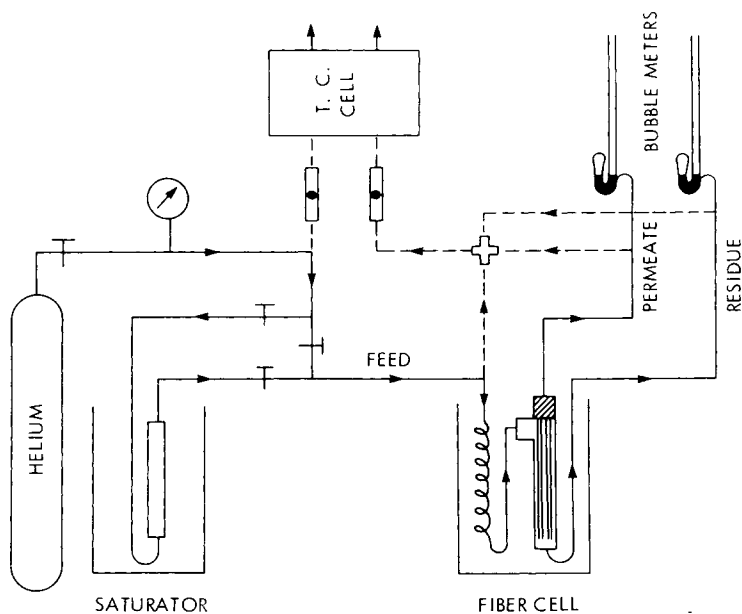 T. C.
CELL
BUBBLE METERS
PERMEATE
RESIDUE
FEED
HELIUM
SATURATOR
FIBER CELL